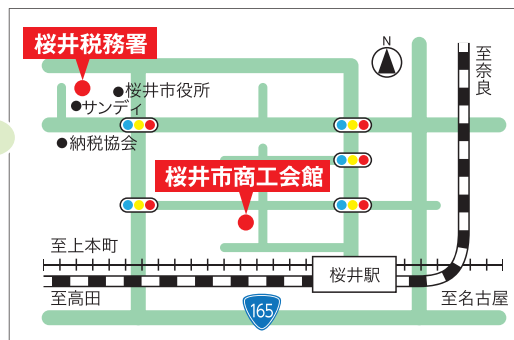 桜井税務署
N
至奈良
桜井市役所
サンディ
納税協会
桜井市商工会館
至上本町
桜井駅
至高田
165
至名古屋